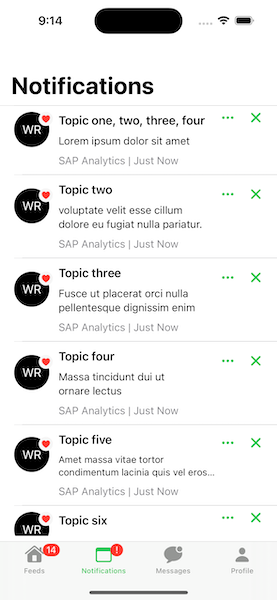 9:14
Notifications
WR
Topic one, two, three, four
Lorem ipsum dolor sit amet
SAP Analytics | Just Now
WR
Topic two
voluptate velit esse cillum
dolore eu fugiat nulla pariatur.
SAP Analytics | Just Now
WR
Topic three
Fusce ut placerat orci nulla
pellentesque dignissim enim
SAP Analytics | Just Now
WR
Topic four
Massa tincidunt dui ut
ornare lectus
SAP Analytics | Just Now
WR
Topic five
Amet massa vitae tortor
condimentum lacinia quis vel eros...
SAP Analytics | Just Now
WR
Topic six
14
!
Feeds
Notifications
Messages
Profile